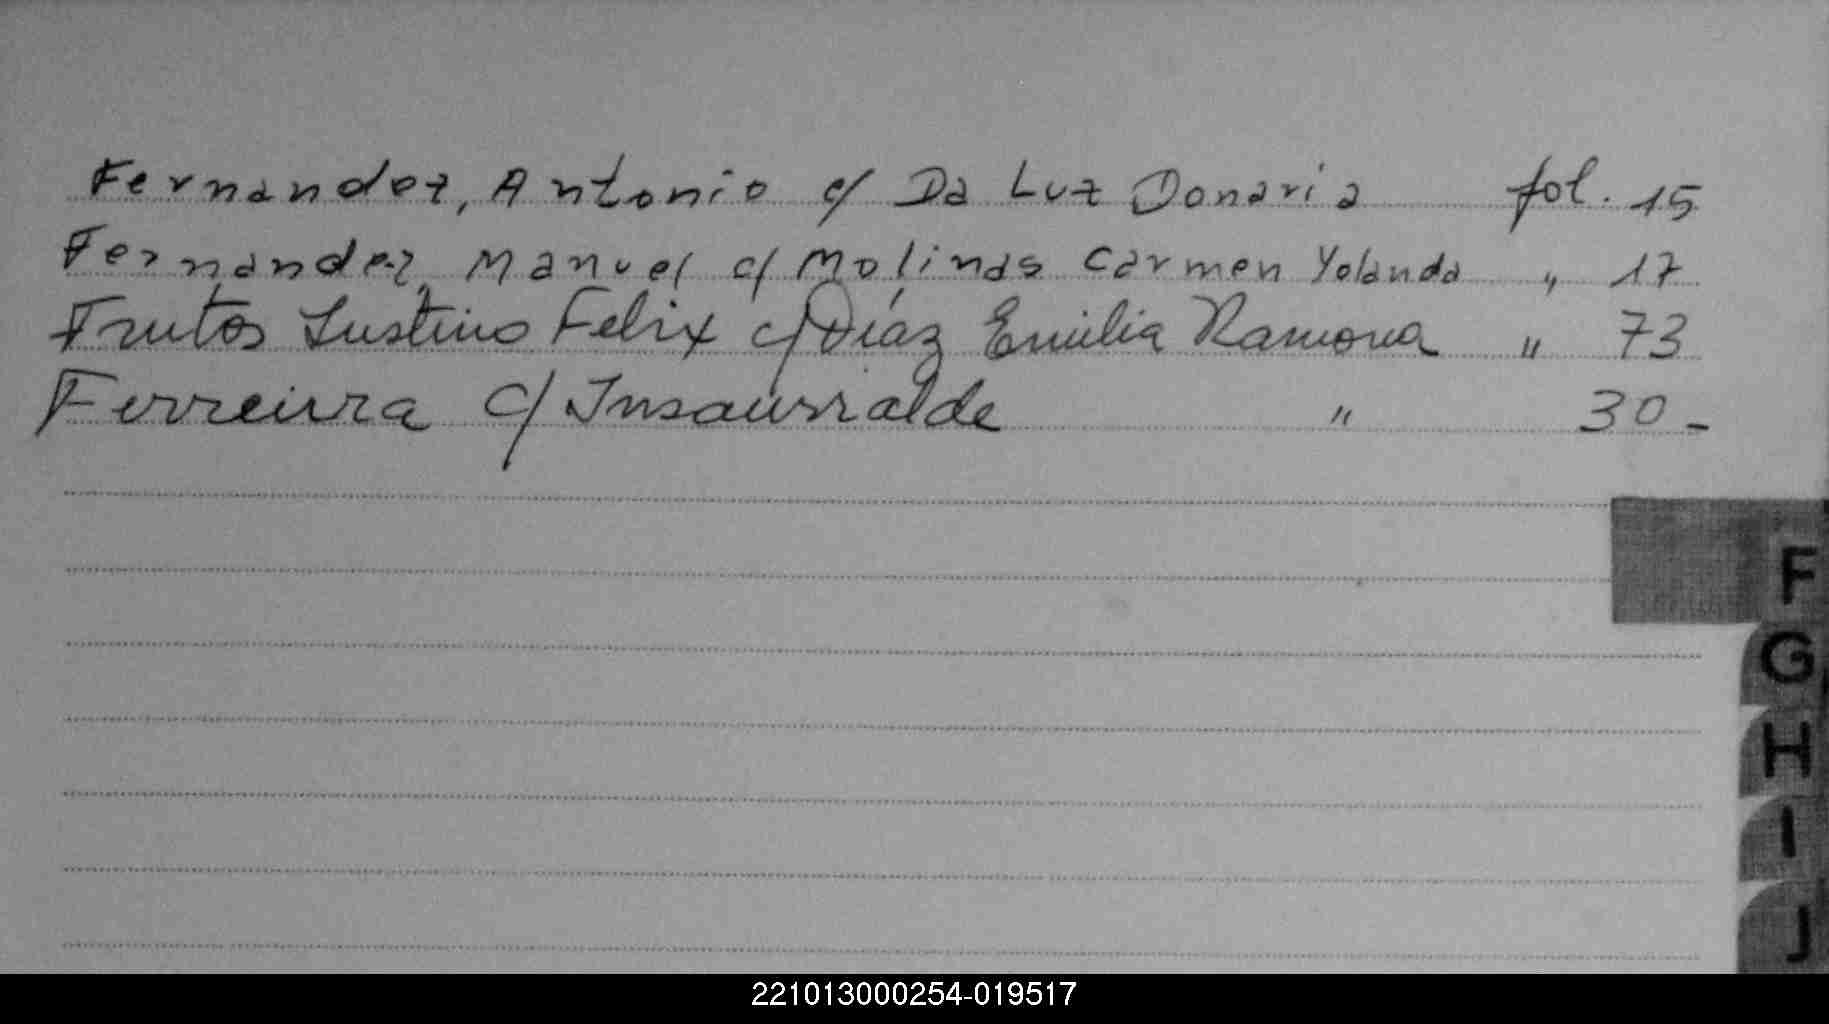 Fernandez, Antonio c/ Da Luz Donaria fol. 15
Fernandez, Manuel c/ Molinas Carmen Yolanda " 17
Frutos Justino Felix c/ Díaz Emilia Ramona " 73
Ferreira c/ Insaurralde " 30-
F
G
H
I
J
221013000254-019517